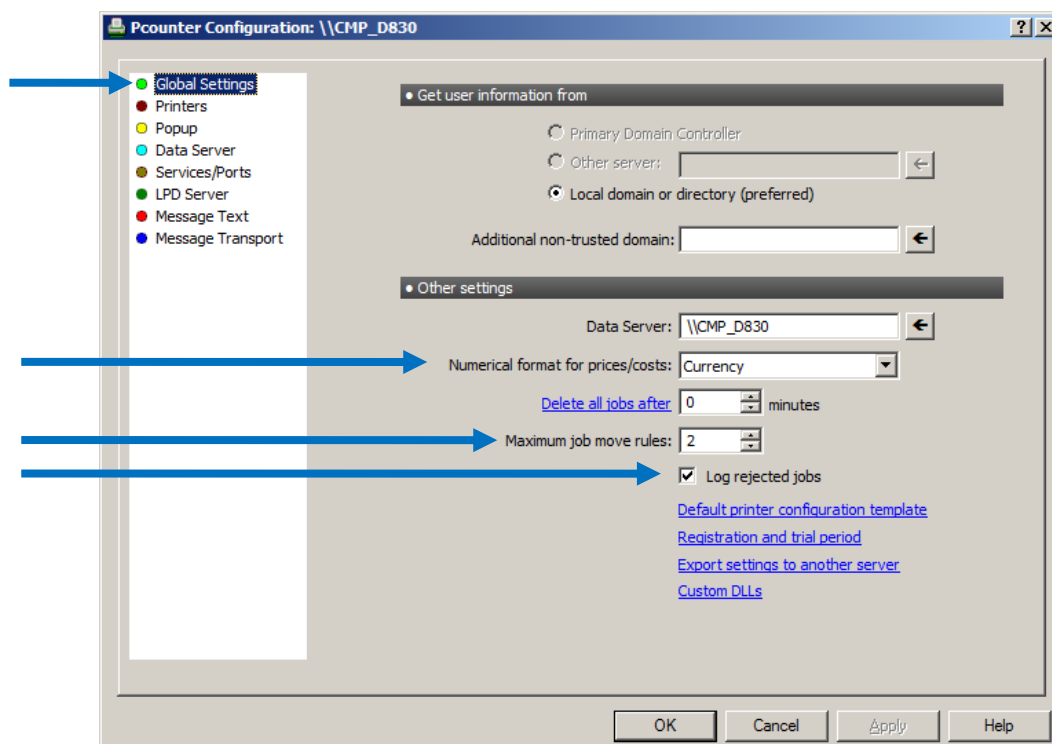 Pcounter Configuration: \\CMP_D830
Global Settings
Printers
Popup
Data Server
Services/Ports
LPD Server
Message Text
Message Transport
Get user information from
Primary Domain Controller
Other server:
Local domain or directory (preferred)
Additional non-trusted domain:
Other settings
Data Server: \\CMP_D830
Numerical format for prices/costs: Currency
Delete all jobs after 0 minutes
Maximum job move rules: 2
Log rejected jobs
Default printer configuration template
Registration and trial period
Export settings to another server
Custom DLLs
OK Cancel Apply Help